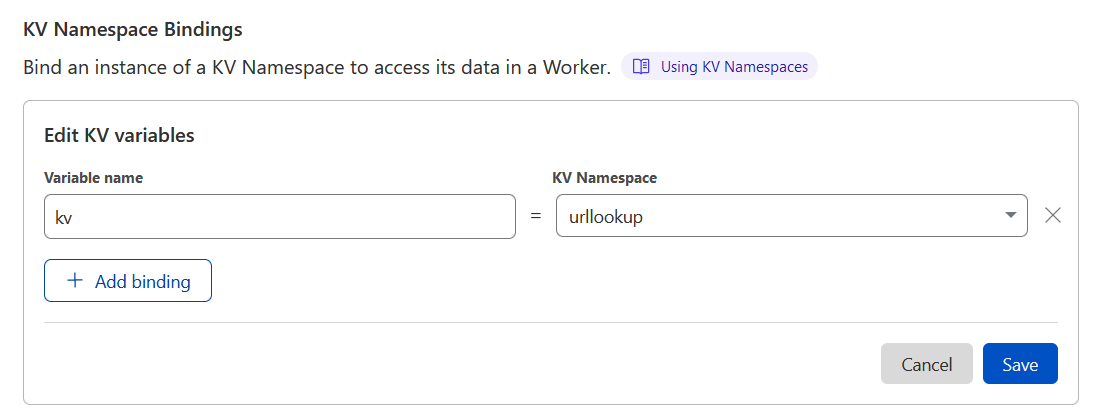 KV Namespace Bindings
Bind an instance of a KV Namespace to access its data in a Worker. Using KV Namespaces
Edit KV variables
Variable name KV Namespace
kv = urllookup
+ Add binding
Cancel Save